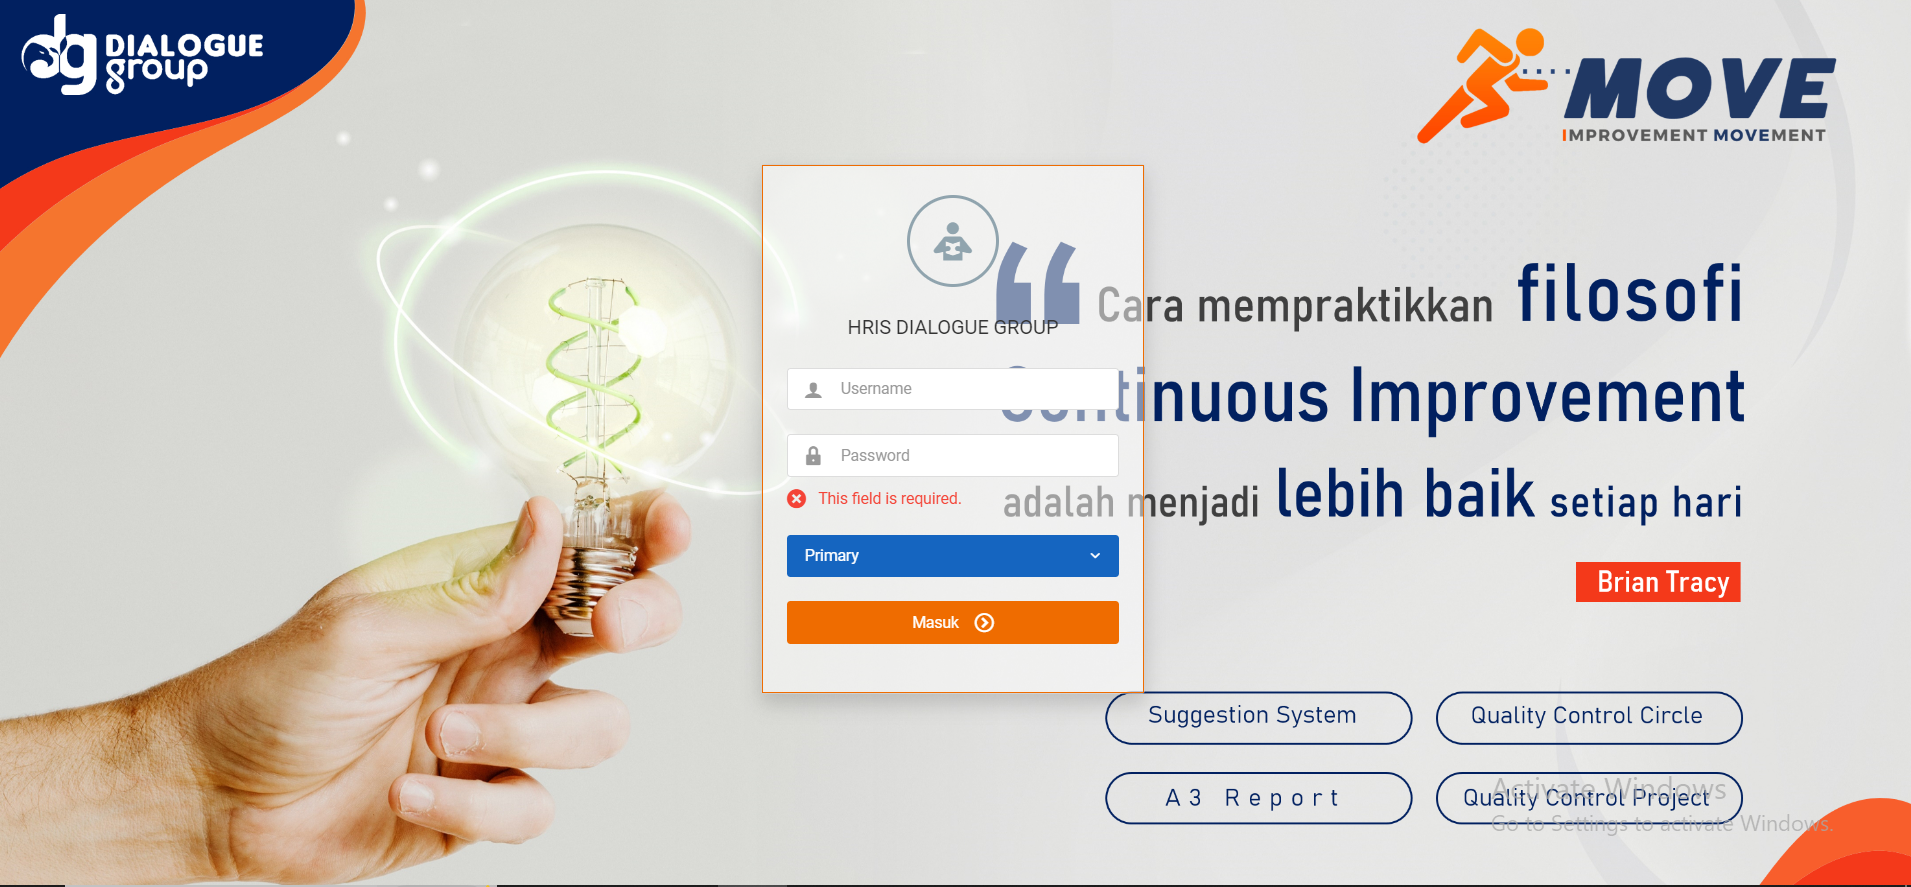 dg DIALOGUE
group
MOVE
IMPROVEMENT MOVEMENT
HRIS DIALOGUE GROUP
Username
Password
This field is required.
Primary
Masuk
“ Cara mempraktikkan filosofi
Continuous Improvement
adalah menjadi lebih baik setiap hari
Brian Tracy
Suggestion System
Quality Control Circle
A3 Report
Quality Control Project
Activate Windows
Go to Settings to activate Windows.